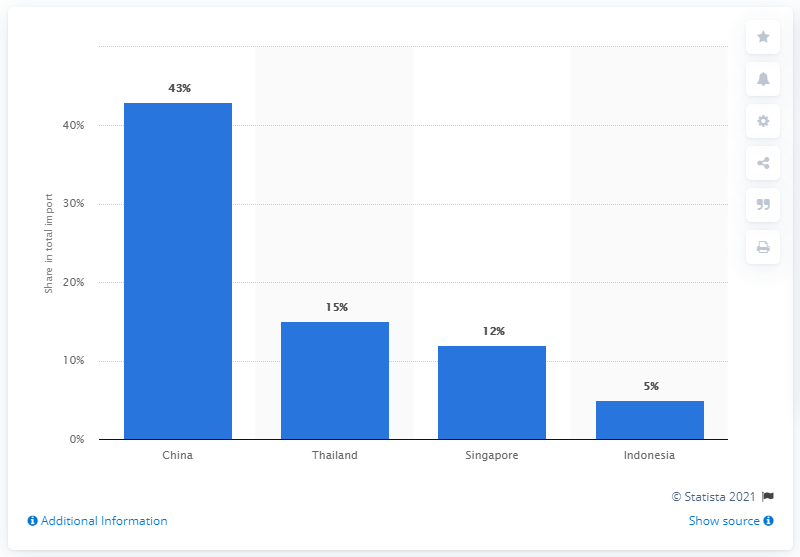 43%
40%
30%
Share in total import
20%
15%
12%
10%
5%
0%
China
Thailand
Singapore
Indonesia
© Statista 2021
Additional Information
Show source